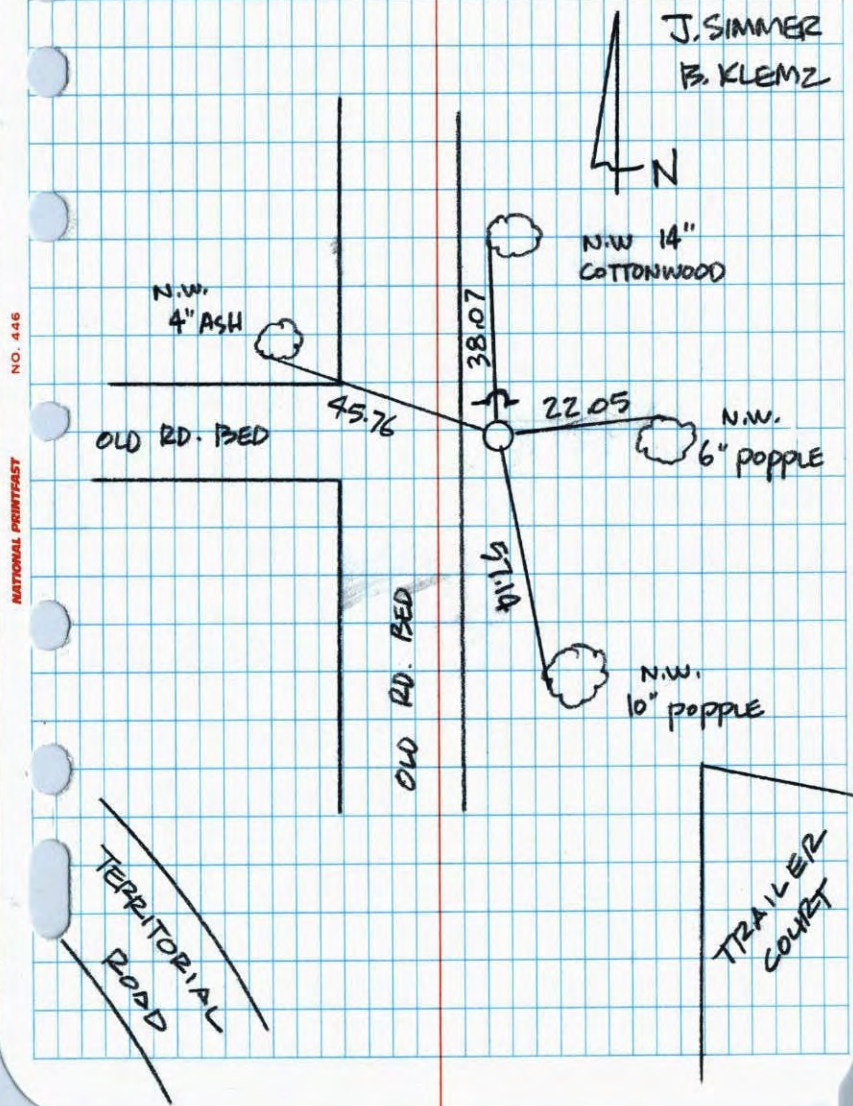 J. SIMMER
B. KLEMZ
N
N.W 14"
COTTONWOOD
N.W.
4" ASH
38.07
45.76
22.05
N.W.
6" popple
OLD RD. BED
57.14
N.W.
10" popple
OLD RD. BED
TERRITORIAL
ROAD
TRAILER
COURT
NO. 446
NATIONAL PRINTFAST